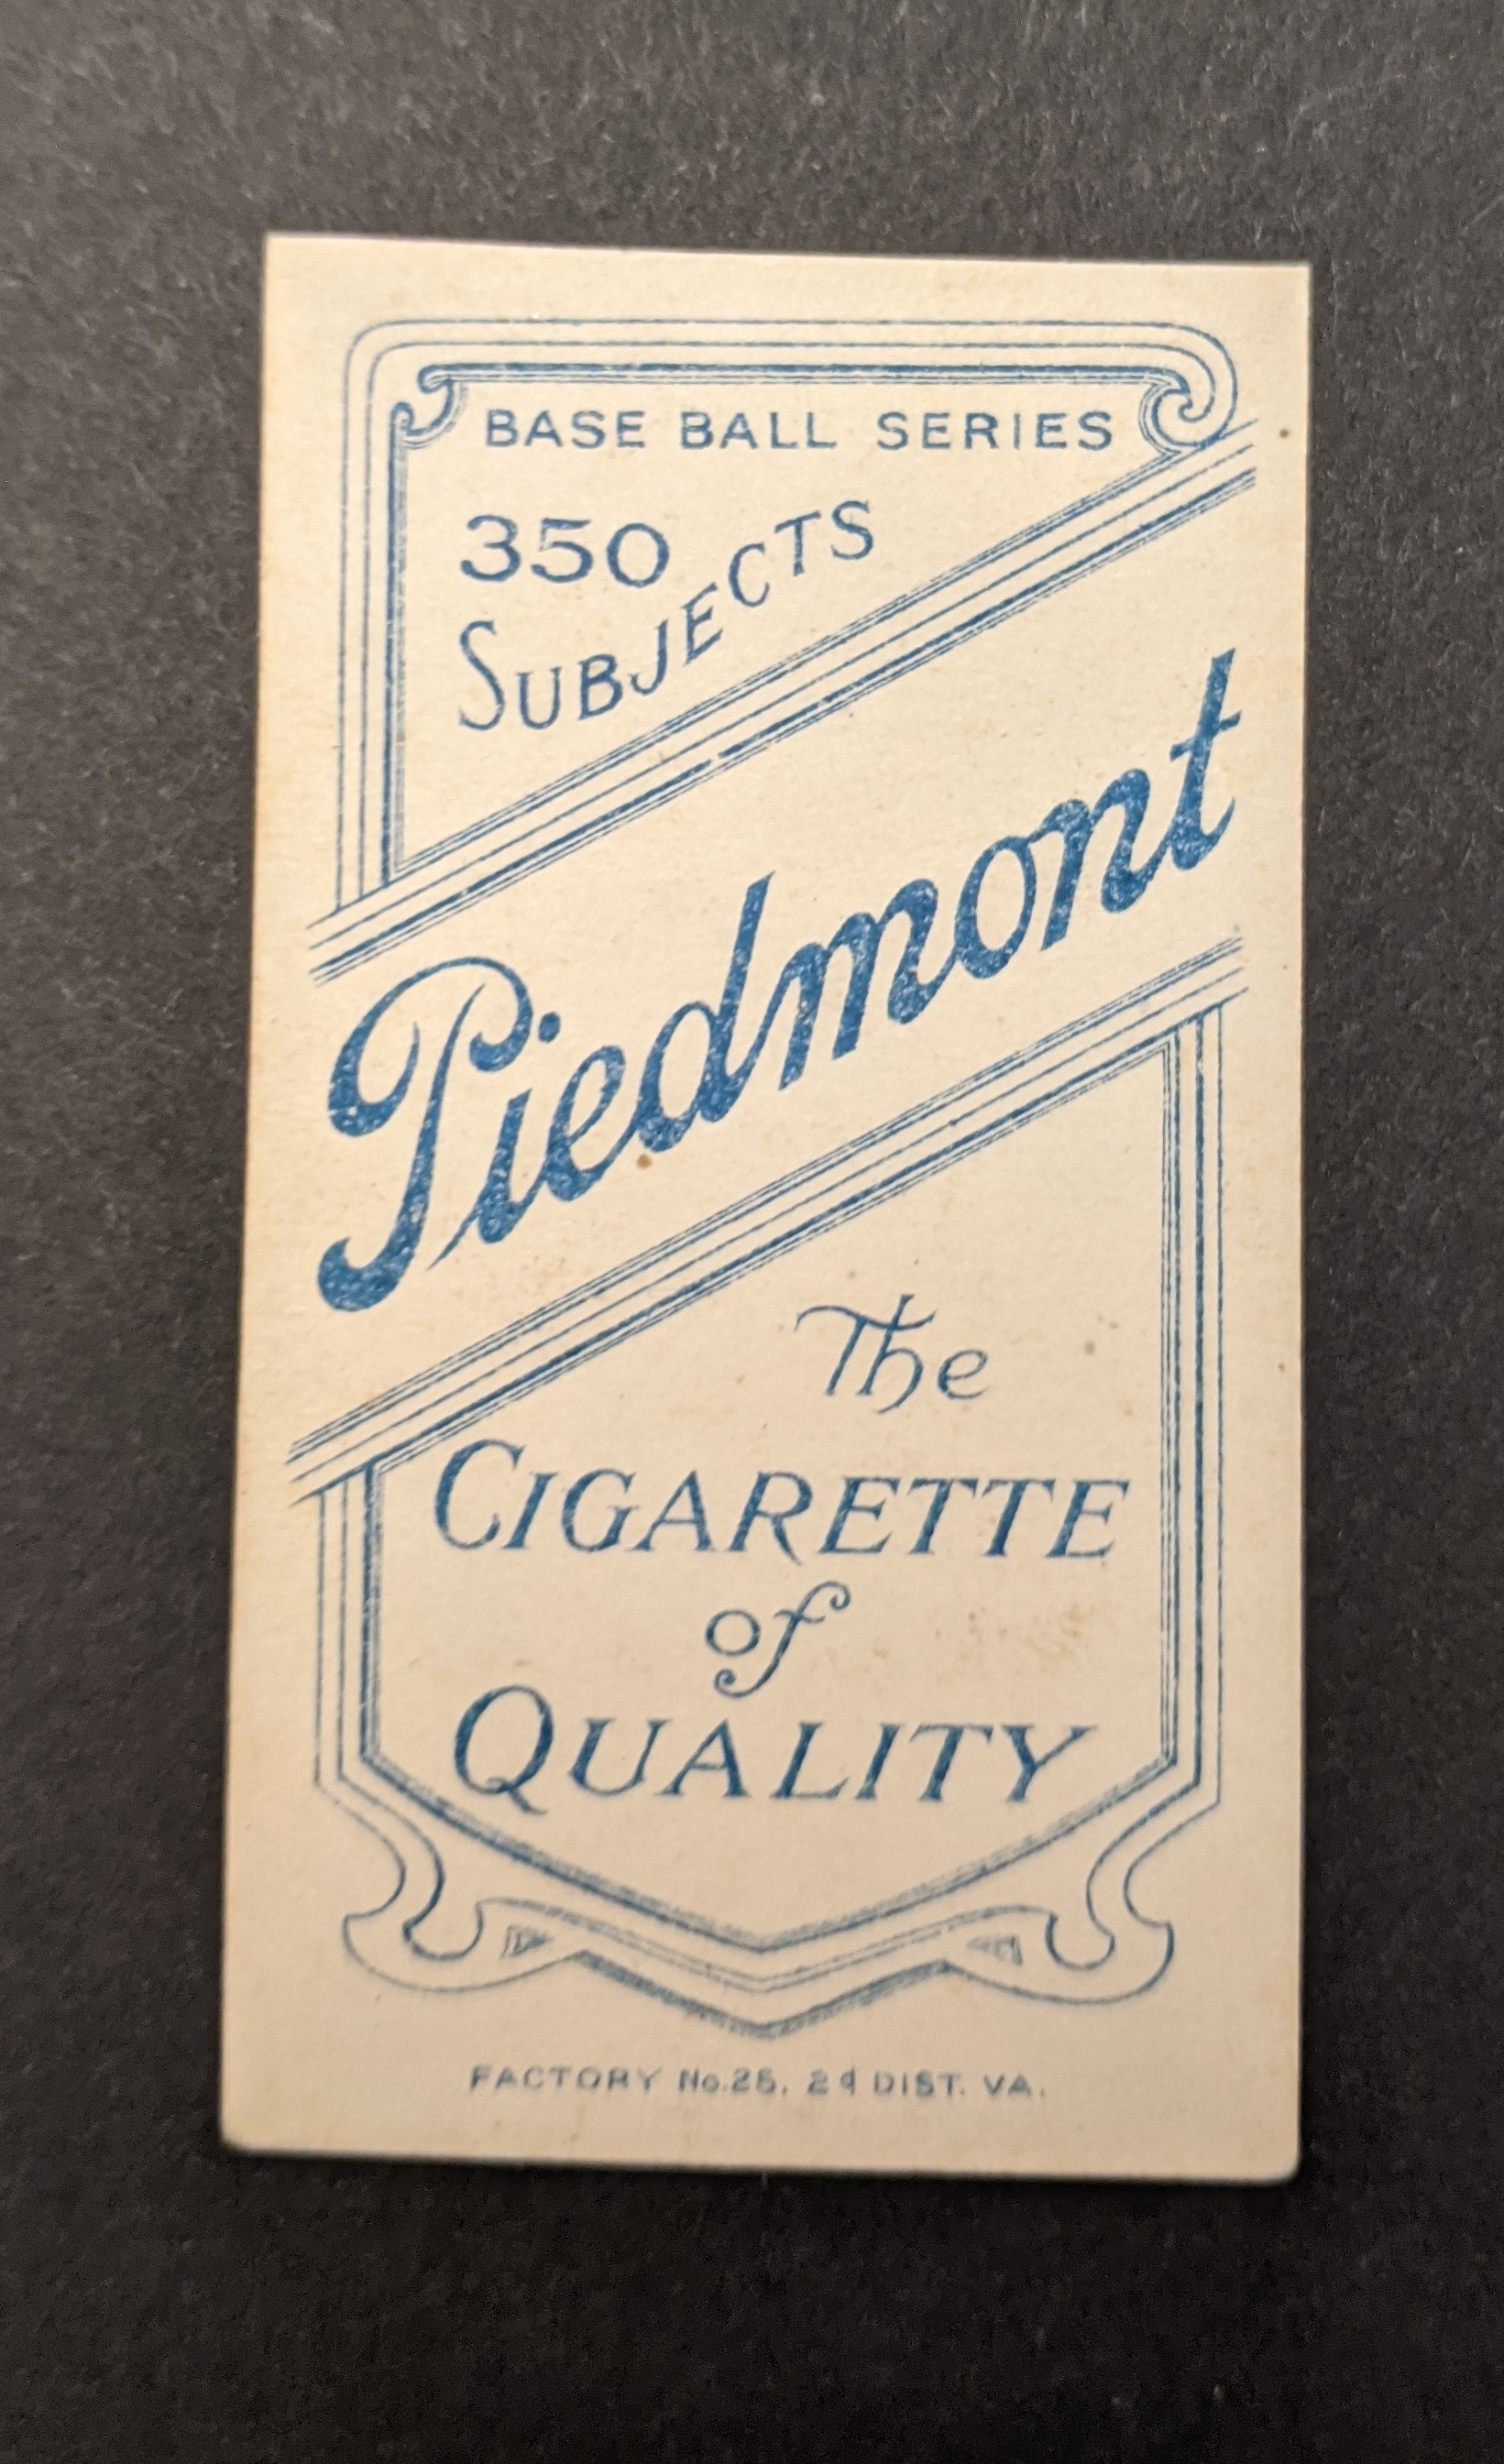 BASE BALL SERIES
350
SUBJECTS
Piedmont
The
CIGARETTE
of
QUALITY
FACTORY No. 25, 2d DIST. VA.